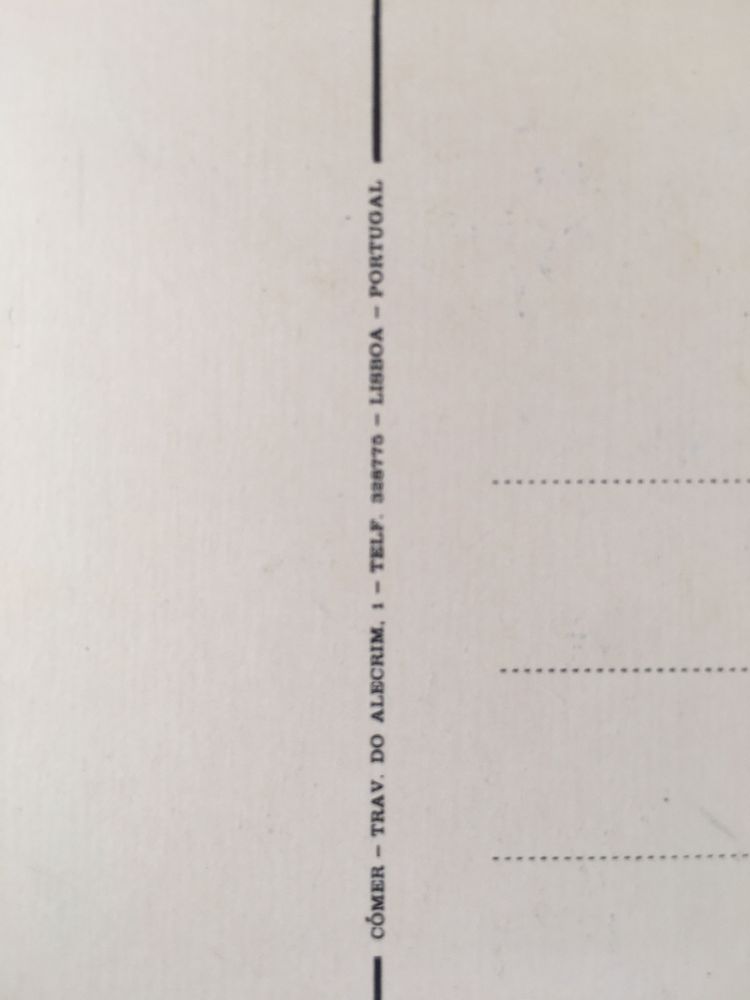 CÓMER – TRAV. DO ALECRIM, 1 – TELF. 328775 – LISBOA – PORTUGAL